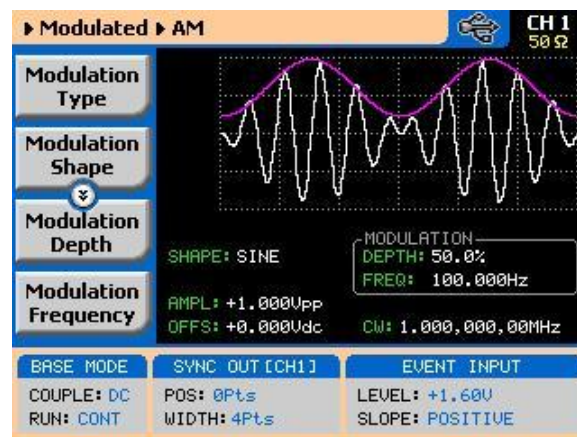 Modulated AM
CH 1
50 Ω
Modulation
Type
Modulation
Shape
Modulation
Depth
Modulation
Frequency
SHAPE: SINE
AMPL: +1.000Vpp
OFFS: +0.000Vdc
MODULATION
DEPTH: 50.0%
FREQ: 100.000Hz
CW: 1.000,000,00MHz
BASE MODE
COUPLE: DC
RUN: CONT
SYNC OUT [CH1]
POS: 0Pts
WIDTH: 4Pts
EVENT INPUT
LEVEL: +1.60V
SLOPE: POSITIVE